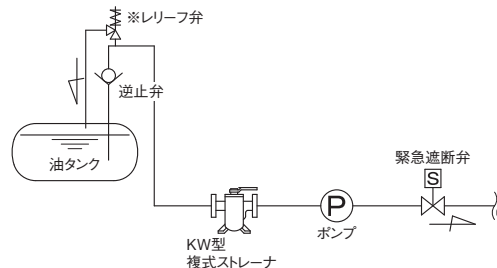 ※レリーフ弁
逆止弁
油タンク
緊急遮断弁
S
P
ポンプ
KW型
複式ストレーナ